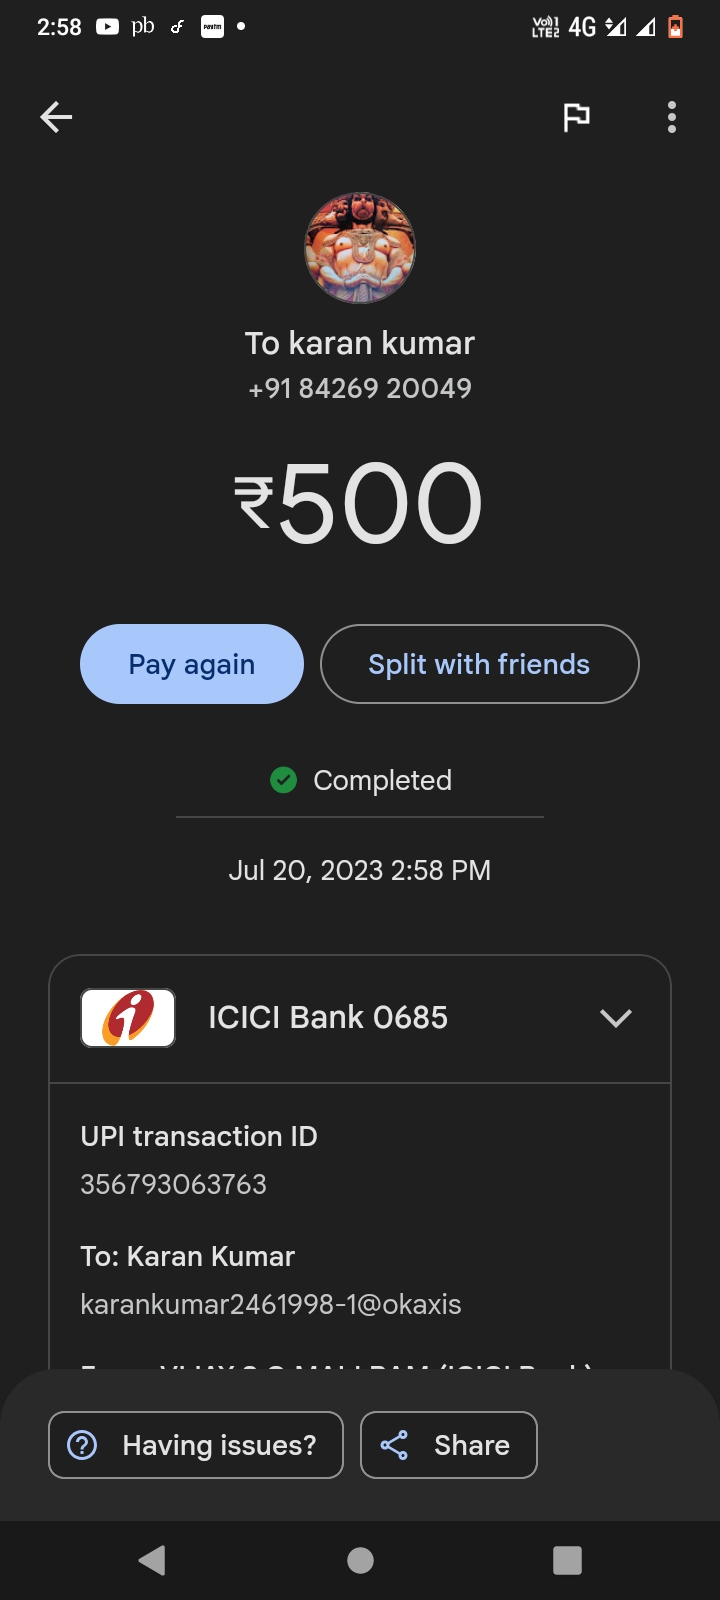 2:58 pb Paytm Vo)) 1 LTE2 4G
To karan kumar
+91 84269 20049
₹500
Pay again Split with friends
Completed
Jul 20, 2023 2:58 PM
ICICI Bank 0685
UPI transaction ID
356793063763
To: Karan Kumar
karankumar2461998-1@okaxis
Having issues? Share